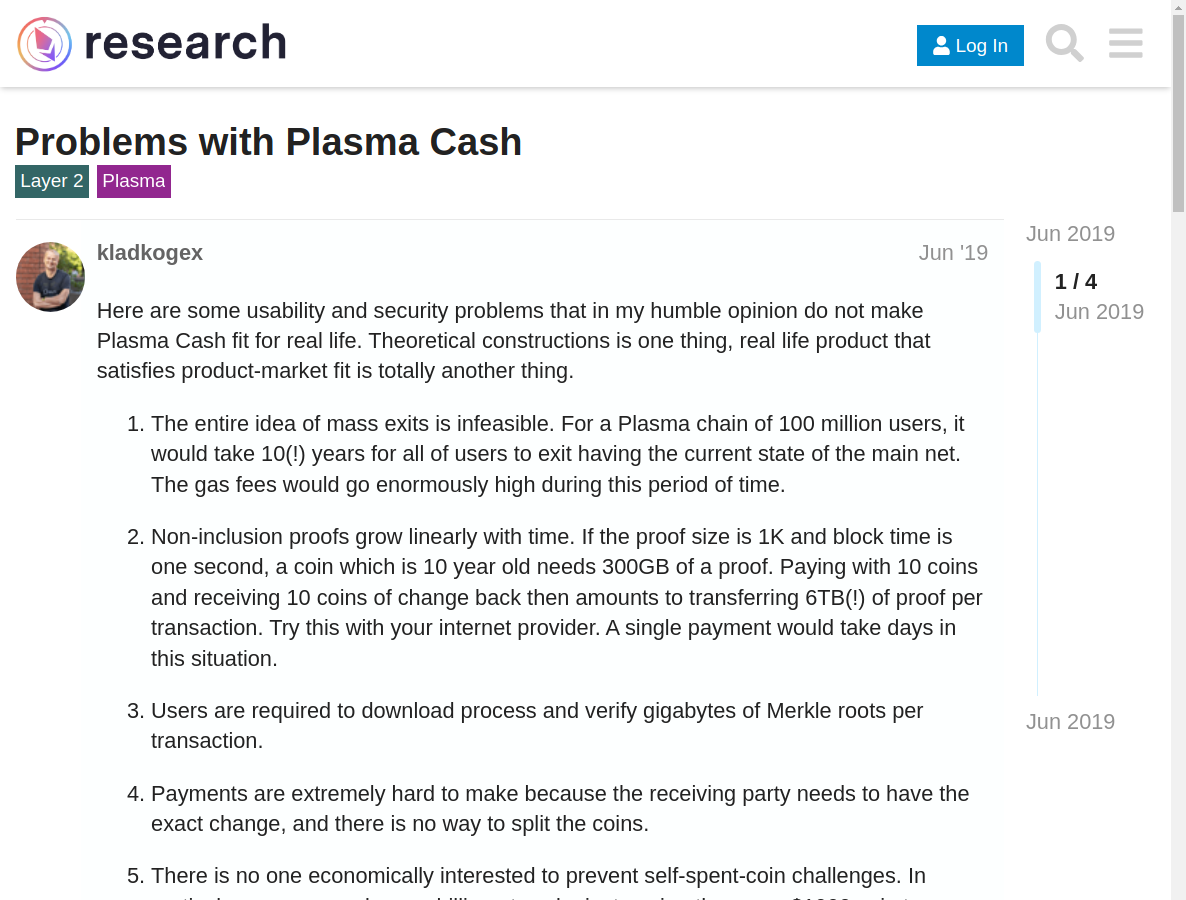 research
Log In
Problems with Plasma Cash
Layer 2 Plasma
kladkogex
Jun '19
Jun 2019
1 / 4
Jun 2019
Here are some usability and security problems that in my humble opinion do not make
Plasma Cash fit for real life. Theoretical constructions is one thing, real life product that
satisfies product-market fit is totally another thing.
1. The entire idea of mass exits is infeasible. For a Plasma chain of 100 million users, it
would take 10(!) years for all of users to exit having the current state of the main net.
The gas fees would go enormously high during this period of time.
2. Non-inclusion proofs grow linearly with time. If the proof size is 1K and block time is
one second, a coin which is 10 year old needs 300GB of a proof. Paying with 10 coins
and receiving 10 coins of change back then amounts to transferring 6TB(!) of proof per
transaction. Try this with your internet provider. A single payment would take days in
this situation.
3. Users are required to download process and verify gigabytes of Merkle roots per
transaction.
Jun 2019
4. Payments are extremely hard to make because the receiving party needs to have the
exact change, and there is no way to split the coins.
5. There is no one economically interested to prevent self-spent-coin challenges. In